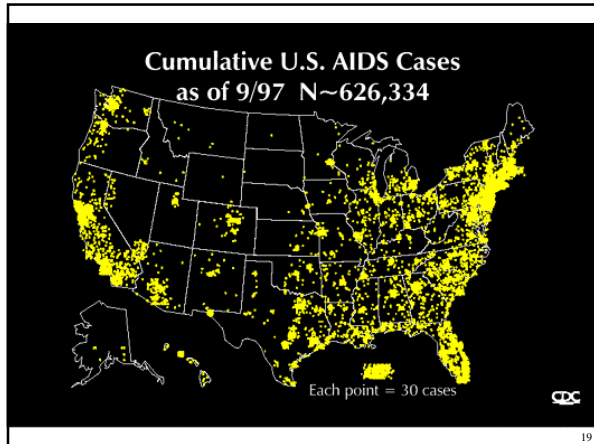 Cumulative U.S. AIDS Cases
as of 9/97 N~626,334
Each point = 30 cases
CDC
19